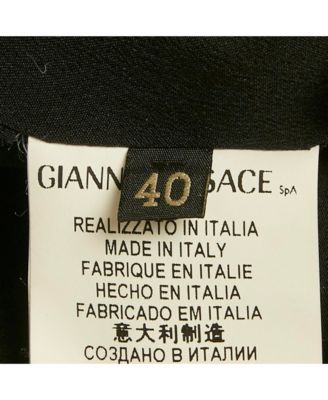 40
GIANN SACE SpA
REALIZZATO IN ITALIA
MADE IN ITALY
FABRIQUE EN ITALIE
HECHO EN ITALIA
FABRICADO EM ITALIA
意大利制造
СОЗДАНО В ИТАЛИИ